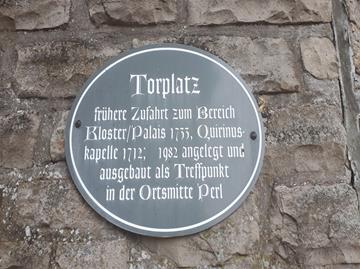 Torplatz
frühere Zufahrt zum Bereich
Kloster/Palais 1733, Quirinus-
kapelle 1712; 1982 angelegt und
ausgebaut als Treffpunkt
in der Ortsmitte Perl